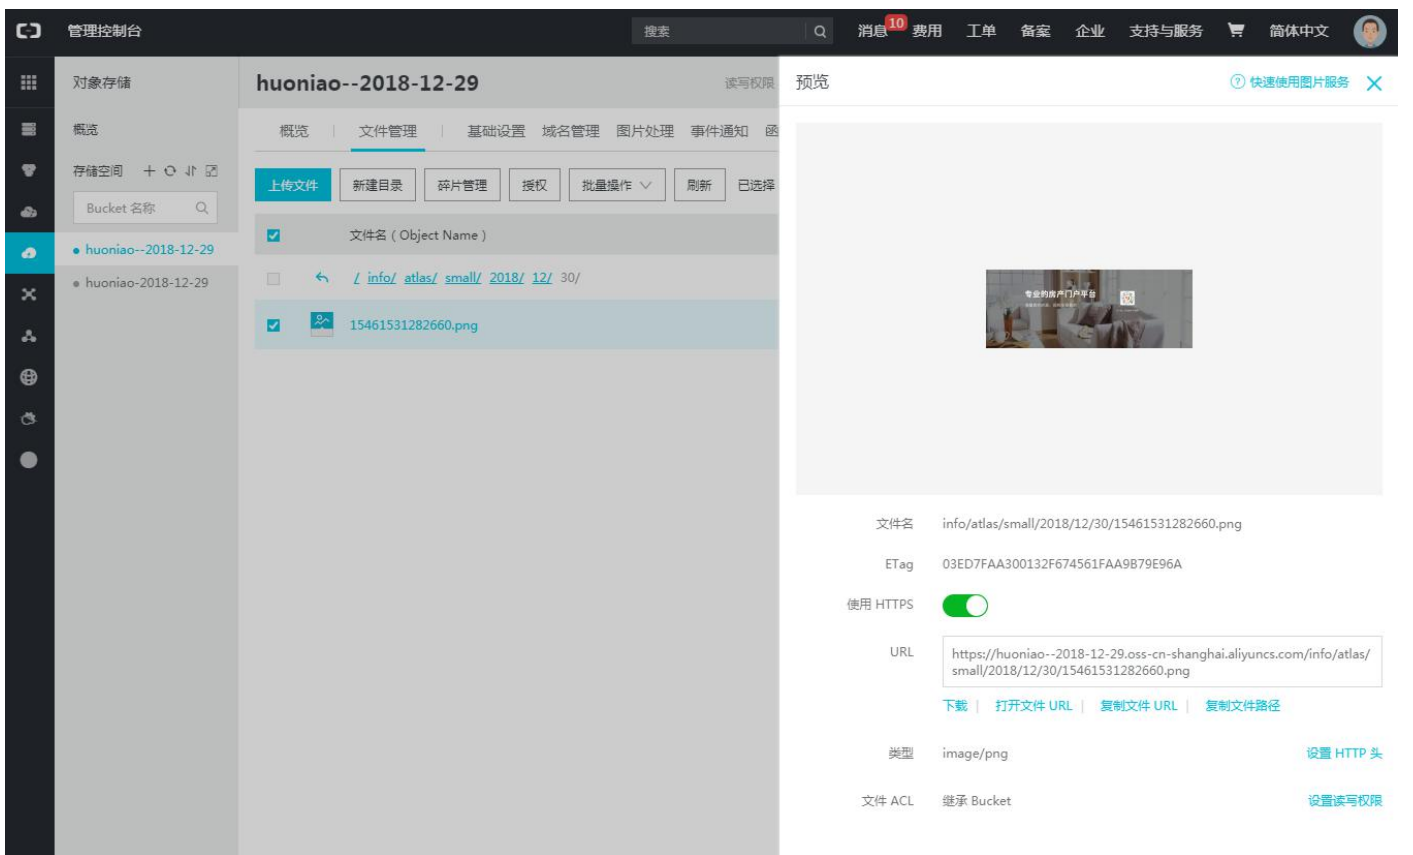 管理控制台
搜索
消息 10 费用 工单 备案 企业 支持与服务 简体中文
对象存储
概览
存储空间
Bucket 名称
huoniao--2018-12-29
huoniao-2018-12-29
huoniao--2018-12-29
读写权限
概览 文件管理 基础设置 域名管理 图片处理 事件通知 函
上传文件 新建目录 碎片管理 授权 批量操作 刷新 已选择
文件名 ( Object Name )
/ info/ atlas/ small/ 2018/ 12/ 30/
15461531282660.png
预览
快速使用图片服务
专业的房产门户平台
文件名 info/atlas/small/2018/12/30/15461531282660.png
ETag 03ED7FAA300132F674561FAA9B79E96A
使用 HTTPS
URL https://huoniao--2018-12-29.oss-cn-shanghai.aliyuncs.com/info/atlas/
small/2018/12/30/15461531282660.png
下载 | 打开文件 URL | 复制文件 URL | 复制文件路径
类型 image/png 设置 HTTP 头
文件 ACL 继承 Bucket 设置读写权限